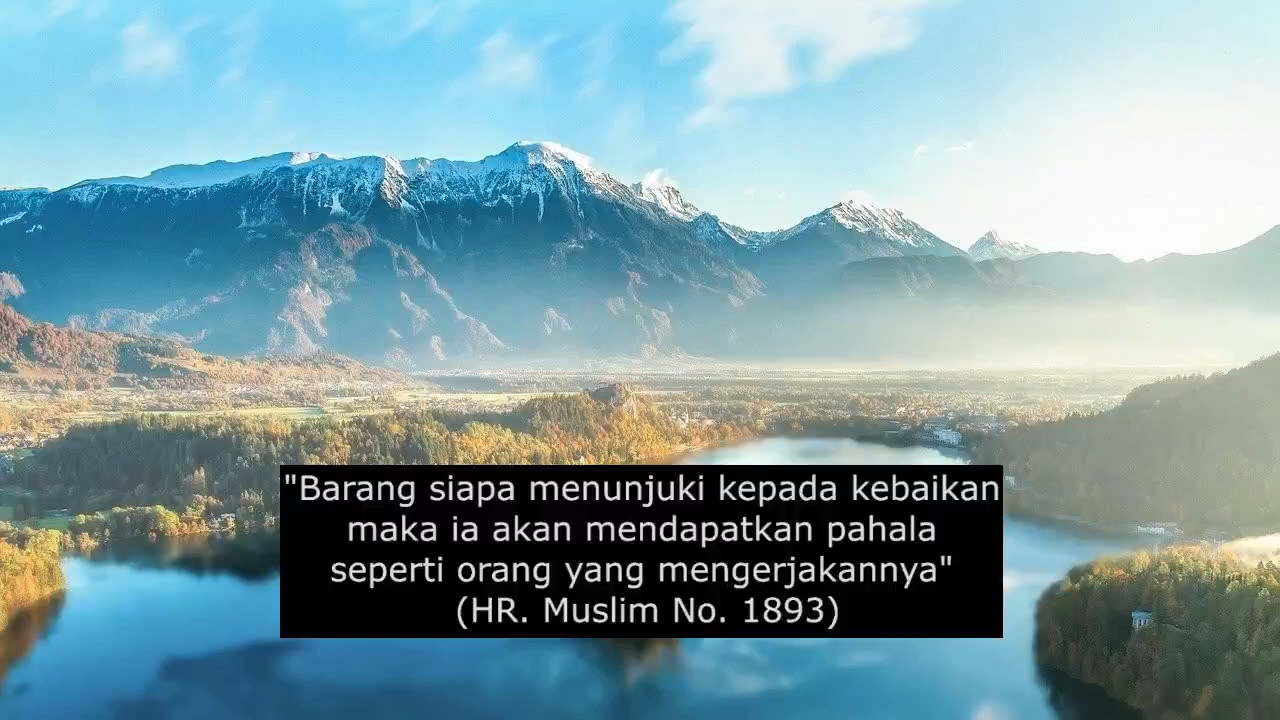 "Barang siapa menunjuki kepada kebaikan
maka ia akan mendapatkan pahala
seperti orang yang mengerjakannya"
(HR. Muslim No. 1893)